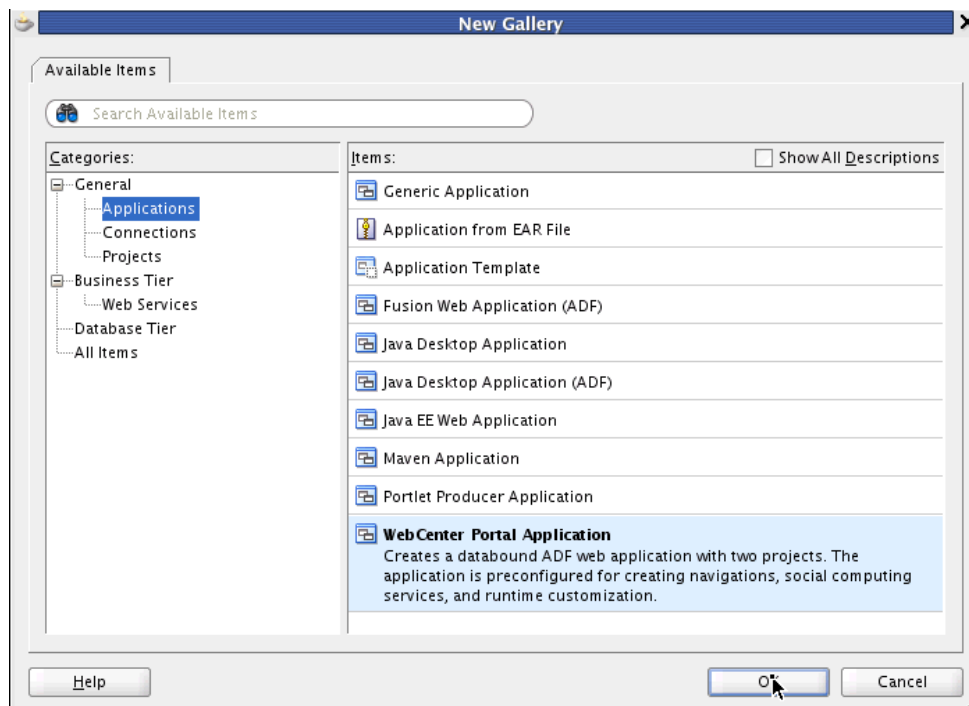 New Gallery
Available Items
Search Available Items
Categories:
General
Applications
Connections
Projects
Business Tier
Web Services
Database Tier
All Items
Items:
Show All Descriptions
Generic Application
Application from EAR File
Application Template
Fusion Web Application (ADF)
Java Desktop Application
Java Desktop Application (ADF)
Java EE Web Application
Maven Application
Portlet Producer Application
WebCenter Portal Application
Creates a databound ADF web application with two projects. The
application is preconfigured for creating navigations, social computing
services, and runtime customization.
Help
OK
Cancel